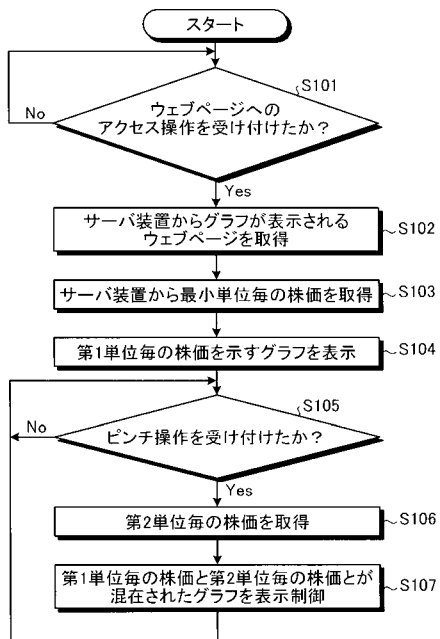 スタート
S101
ウェブページへの
アクセス操作を受け付けたか？
No
Yes
サーバ装置からグラフが表示される
ウェブページを取得
S102
サーバ装置から最小単位毎の株価を取得
S103
第1単位毎の株価を示すグラフを表示
S104
S105
ピンチ操作を受け付けたか？
No
Yes
第2単位毎の株価を取得
S106
第1単位毎の株価と第2単位毎の株価とが
混在されたグラフを表示制御
S107